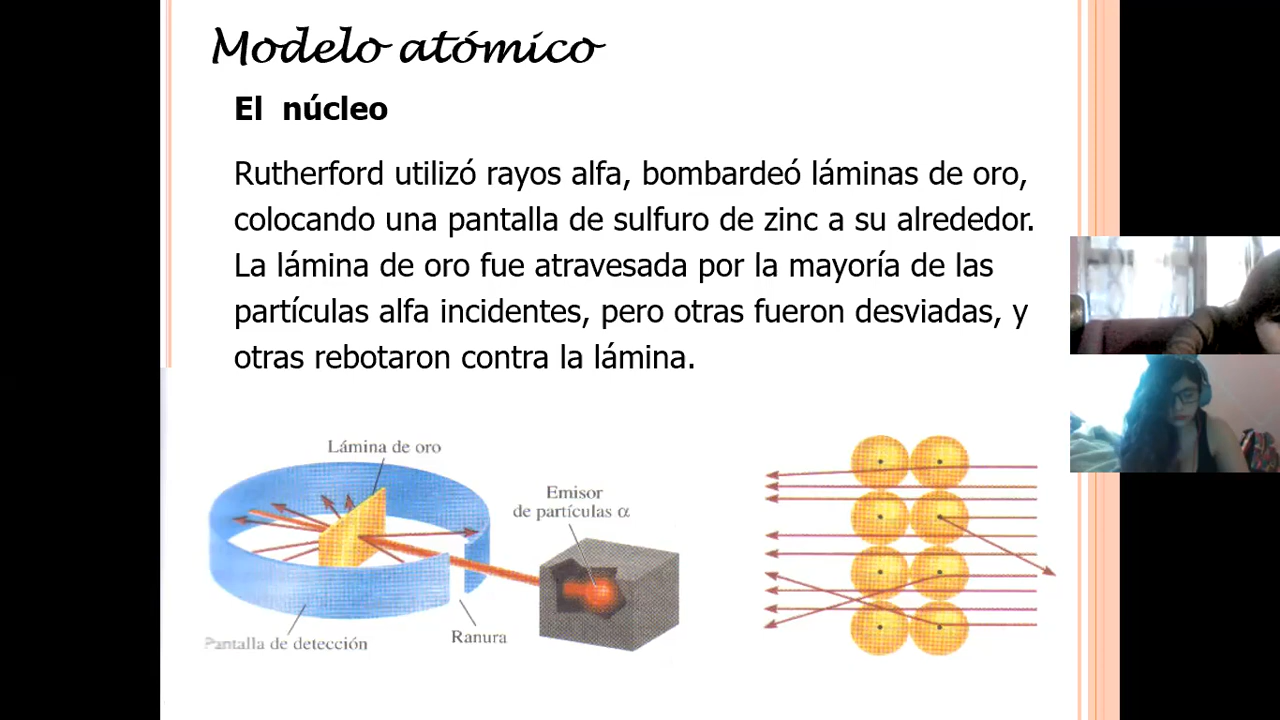 Modelo atómico
El núcleo
Rutherford utilizó rayos alfa, bombardeó láminas de oro,
colocando una pantalla de sulfuro de zinc a su alrededor.
La lámina de oro fue atravesada por la mayoría de las
partículas alfa incidentes, pero otras fueron desviadas, y
otras rebotaron contra la lámina.
Lámina de oro
Emisor
de partículas α
Ranura
Pantalla de detección